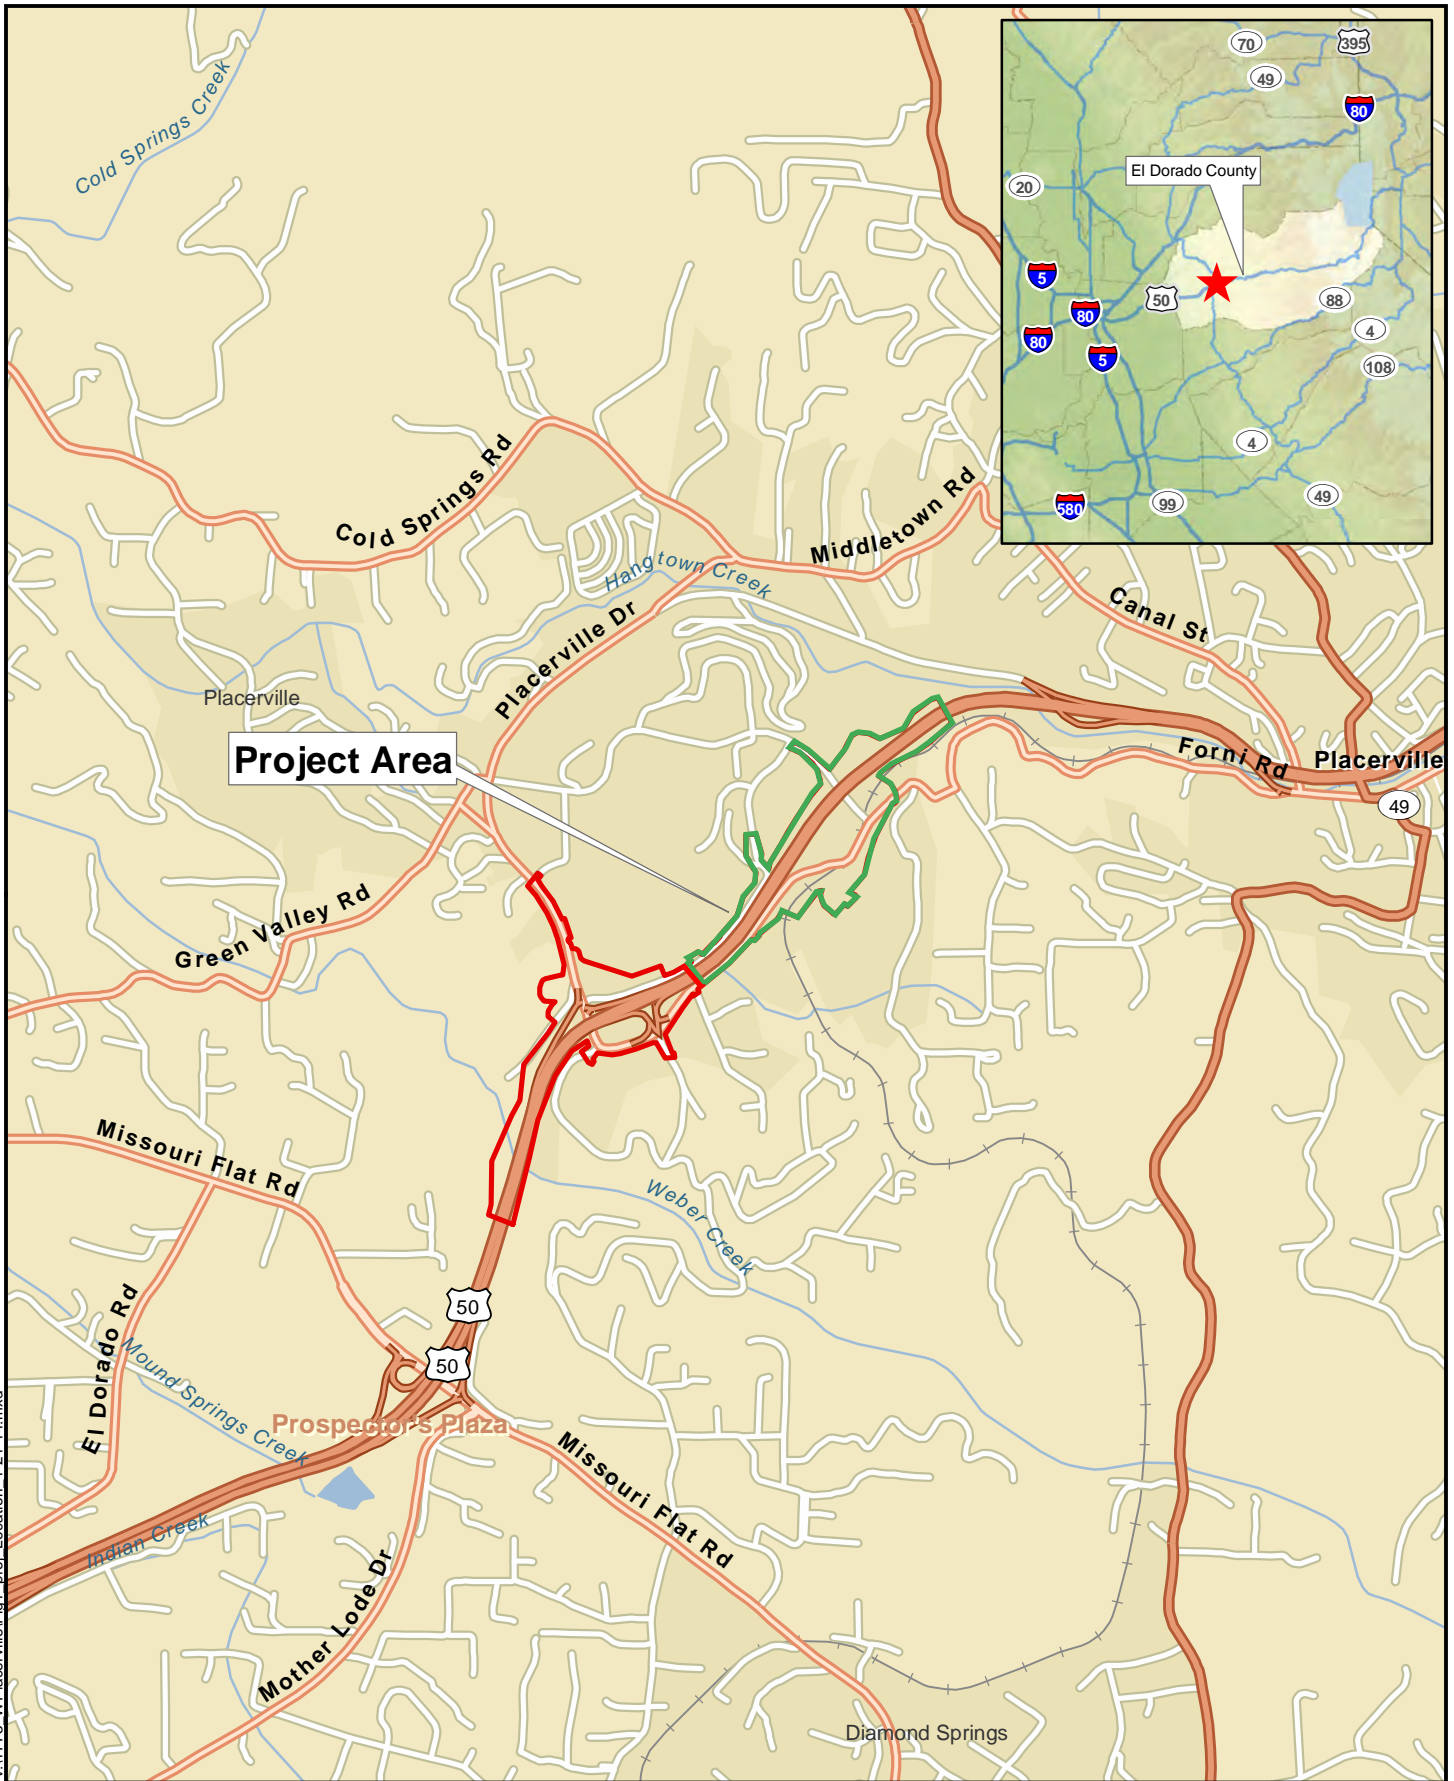 Cold Springs Creek
70
395
49
80
El Dorado County
20
5
50
80
88
80
4
5
108
4
49
99
580
Cold Springs Rd
Middletown Rd
Hangtown Creek
Canal St
Placerville Dr
Placerville
Project Area
Forni Rd
Placerville
49
Green Valley Rd
Missouri Flat Rd
Weber Creek
El Dorado Rd
50
Mound Springs Creek
50
Prospector's Plaza
Missouri Flat Rd
Indian Creek
Mother Lode Dr
Diamond Springs